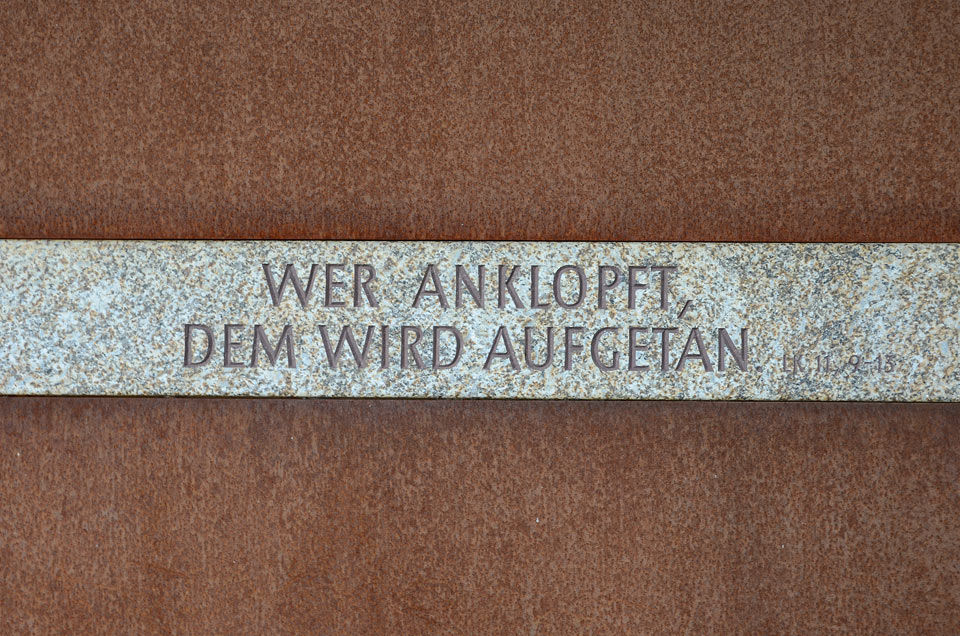 WER ANKLOPFT,
DEM WIRD AUFGETAN LK 11, 9-13